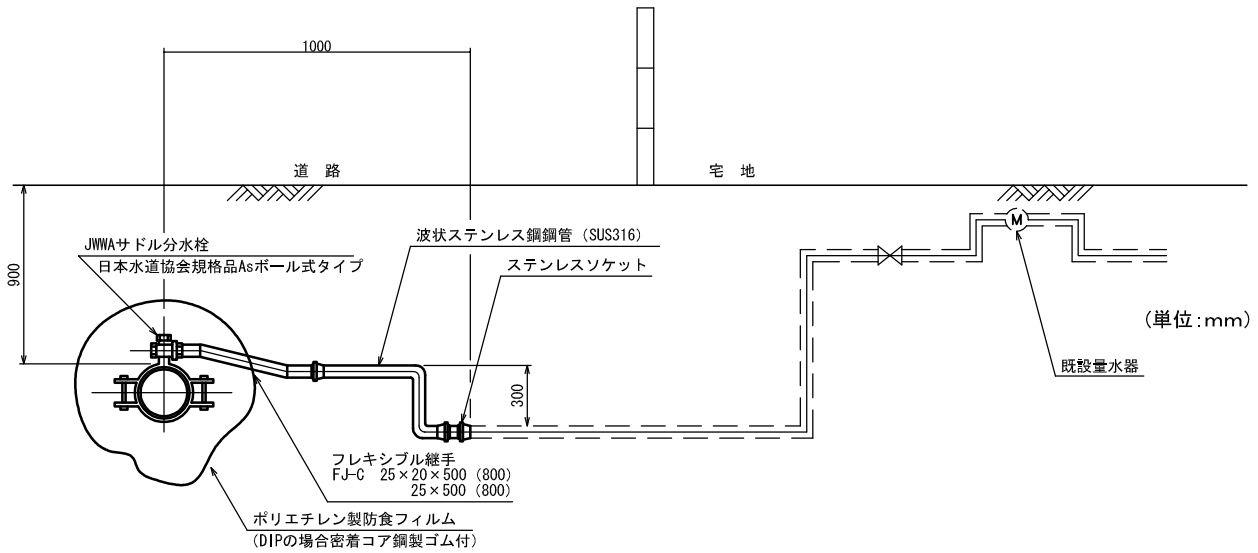 1000
道 路
宅 地
900
JWWAサドル分水栓
日本水道協会規格品Asボール式タイプ
波状ステンレス鋼鋼管 (SUS316)
ステンレスソケット
M
(単位:mm)
既設量水器
300
フレキシブル継手
FJ-C 25×20×500 (800)
25×500 (800)
ポリエチレン製防食フィルム
(DIPの場合密着コア鋼製ゴム付)